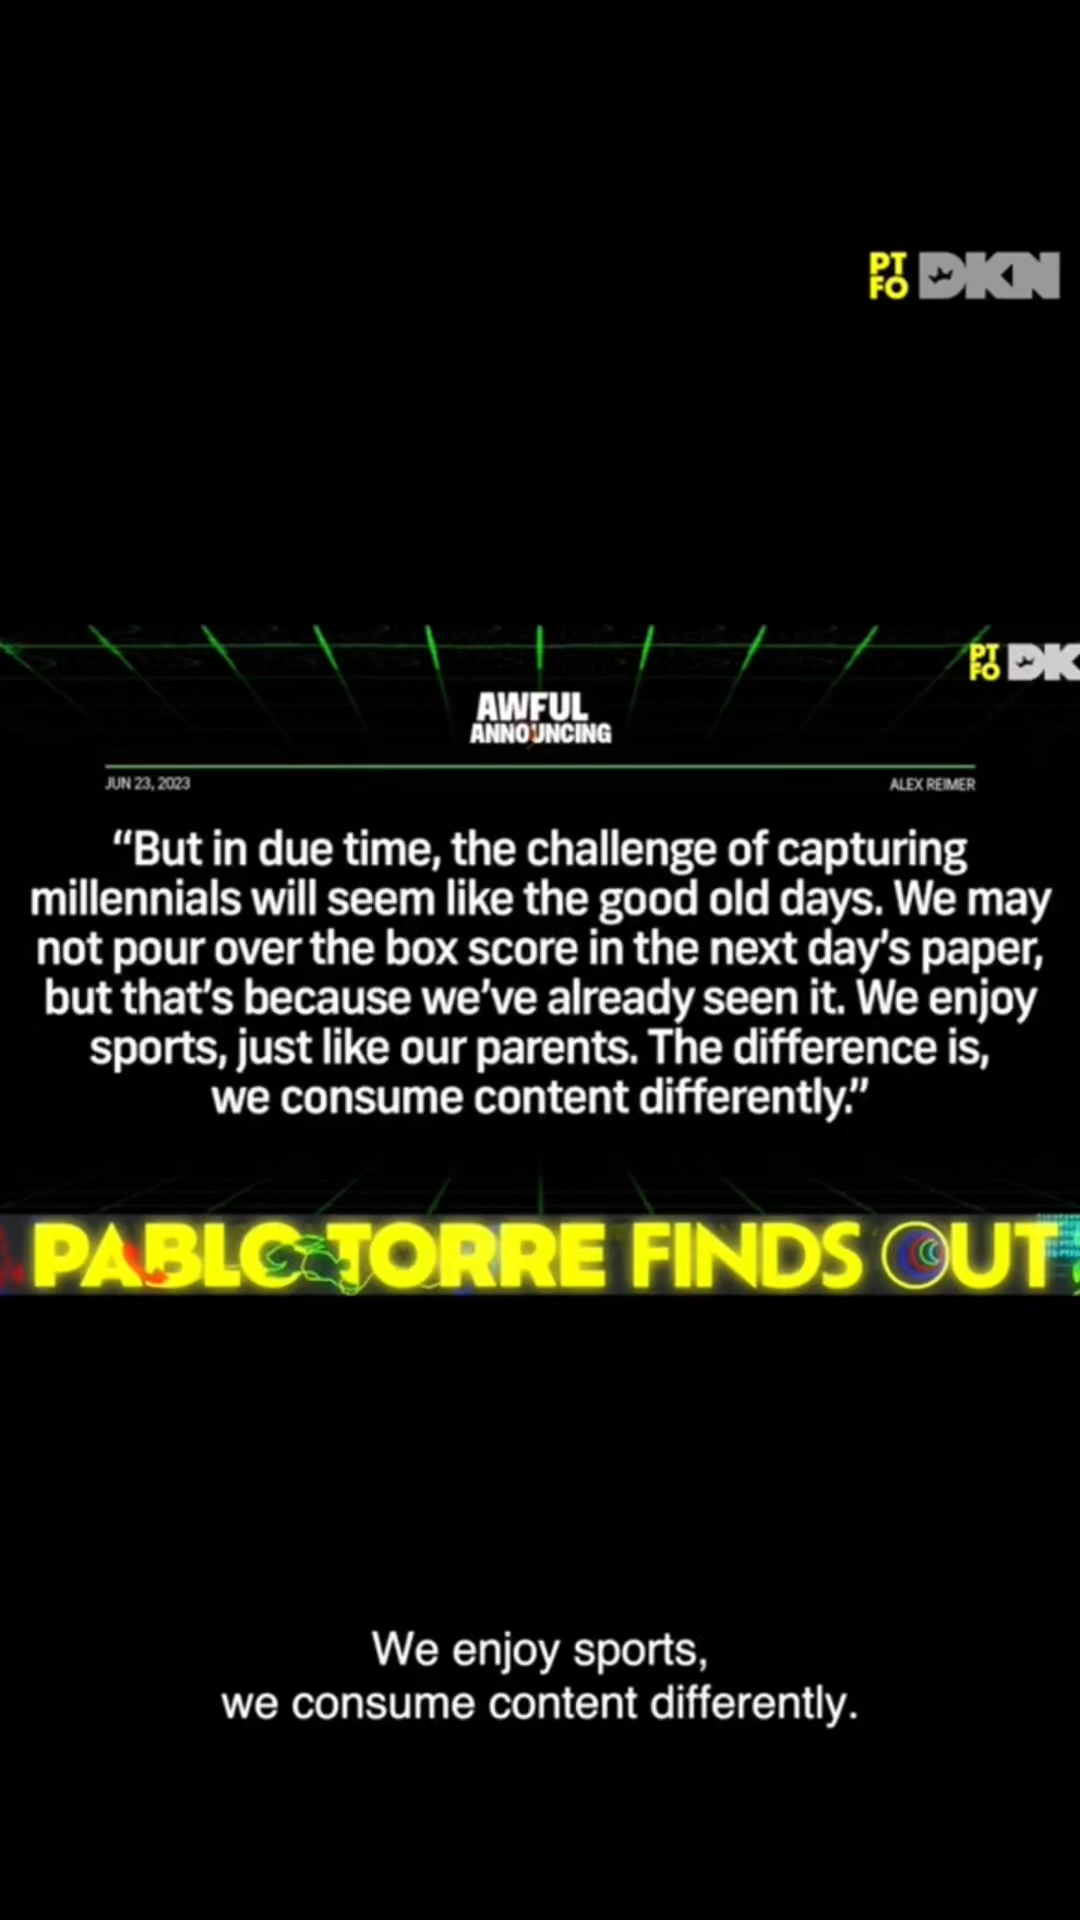 PT
FO DKN
PT
FO DK
AWFUL
ANNOUNCING
JUN 23, 2023 ALEX REIMER
“But in due time, the challenge of capturing
millennials will seem like the good old days. We may
not pour over the box score in the next day’s paper,
but that’s because we’ve already seen it. We enjoy
sports, just like our parents. The difference is,
we consume content differently.”
PABLO TORRE FINDS OUT
We enjoy sports,
we consume content differently.